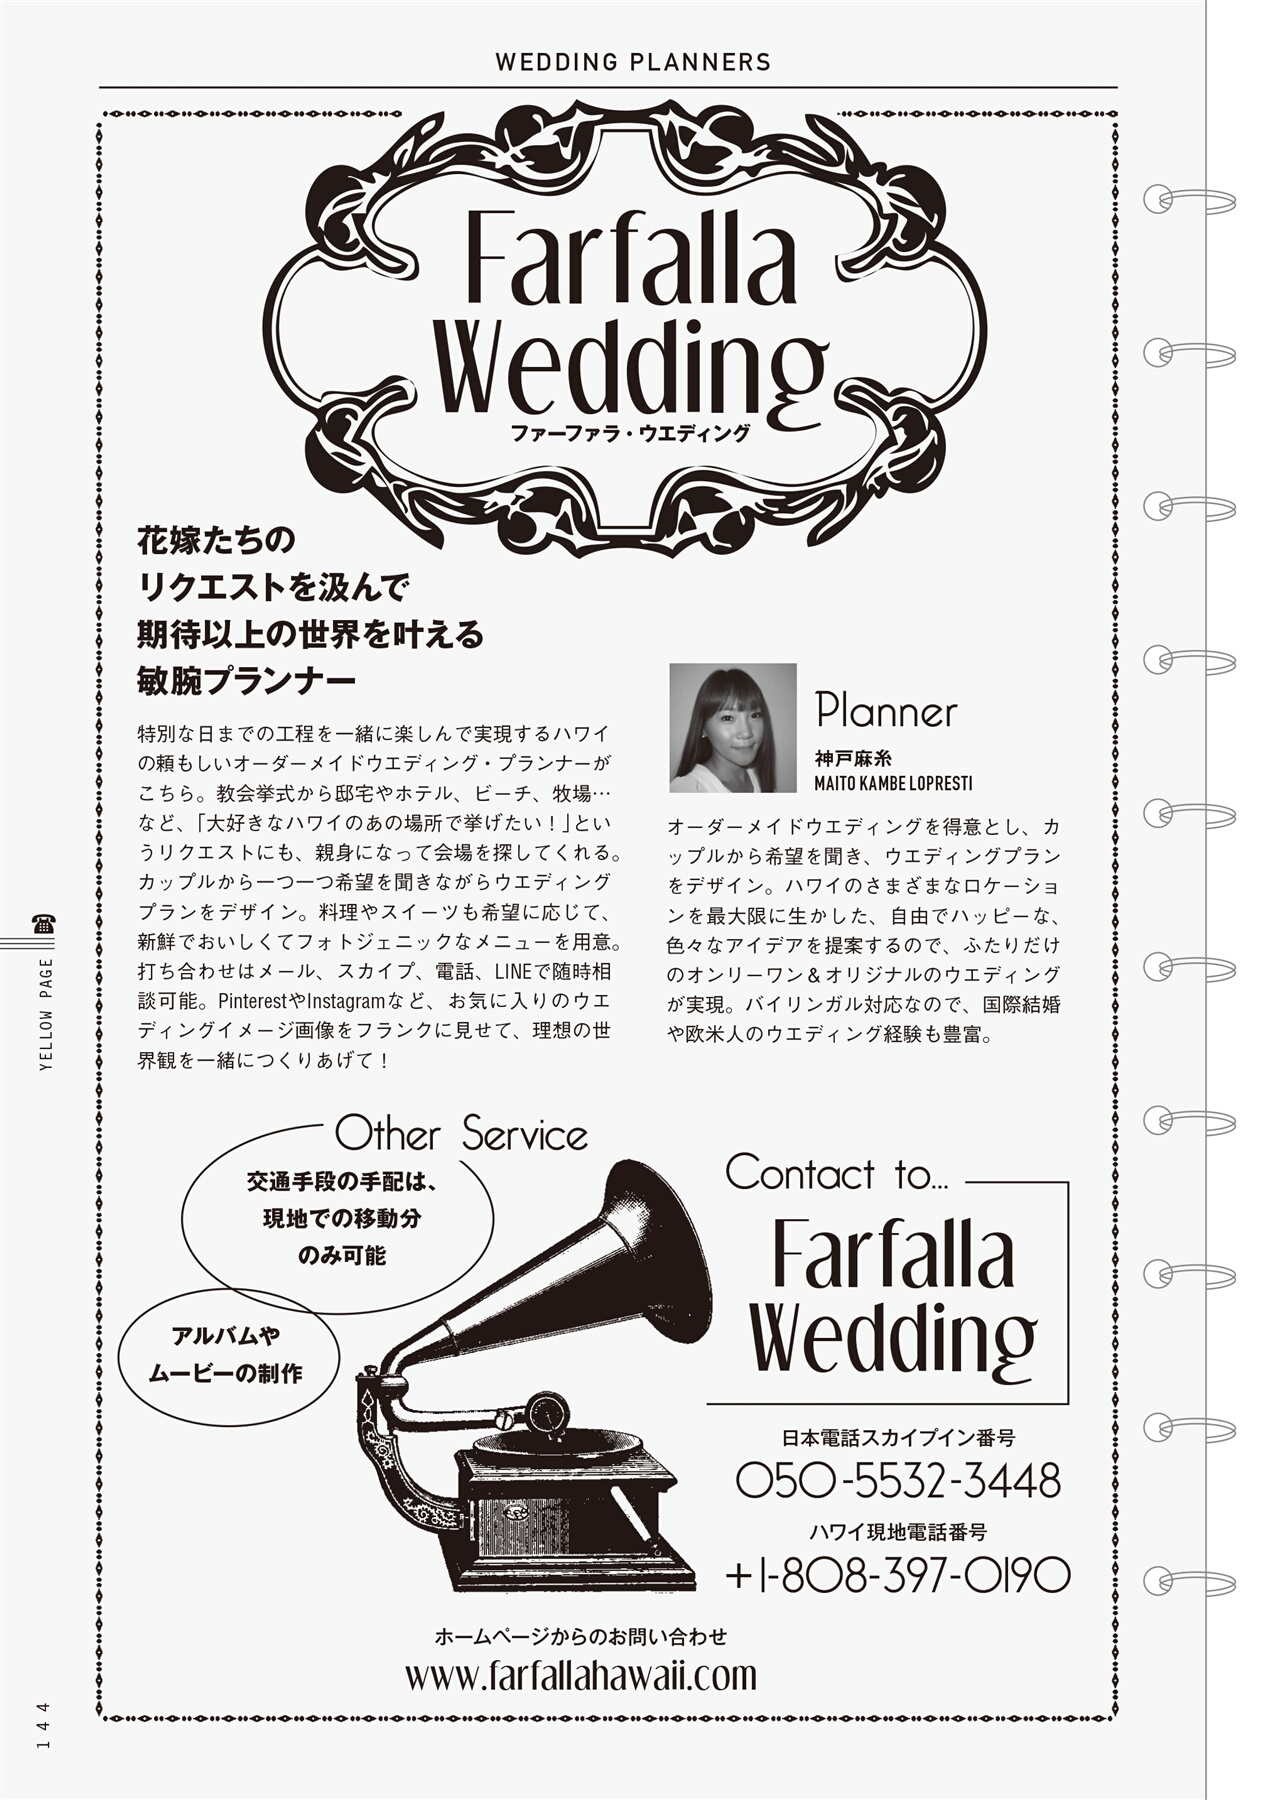 WEDDING PLANNERS
Farfalla
Wedding
ファーファラ・ウエディング
花嫁たちの
リクエストを汲んで
期待以上の世界を叶える
敏腕プランナー
特別な日までの工程を一緒に楽しんで実現するハワイ
の頼もしいオーダーメイドウエディング・プランナーが
こちら。教会挙式から邸宅やホテル、ビーチ、牧場…
など、「大好きなハワイのあの場所で挙げたい！」とい
うリクエストにも、親身になって会場を探してくれる。
カップルから一つ一つ希望を聞きながらウエディング
プランをデザイン。料理やスイーツも希望に応じて、
新鮮でおいしくてフォトジェニックなメニューを用意。
打ち合わせはメール、スカイプ、電話、LINEで随時相
談可能。PinterestやInstagramなど、お気に入りのウエ
ディングイメージ画像をフランクに見せて、理想の世
界観を一緒につくりあげて！
Planner
神戸麻糸
MAITO KAMBE LOPRESTI
オーダーメイドウエディングを得意とし、カ
ップルから希望を聞き、ウエディングプラン
をデザイン。ハワイのさまざまなロケーショ
ンを最大限に生かした、自由でハッピーな、
色々なアイデアを提案するので、ふたりだけ
のオンリーワン＆オリジナルのウエディング
が実現。バイリンガル対応なので、国際結婚
や欧米人のウエディング経験も豊富。
Other Service
交通手段の手配は、
現地での移動分
のみ可能
アルバムや
ムービーの制作
Contact to...
Farfalla
Wedding
日本電話スカイプイン番号
050-5532-3448
ハワイ現地電話番号
+1-808-397-0190
ホームページからのお問い合わせ
www.farfallahawaii.com
YELLOW PAGE
144